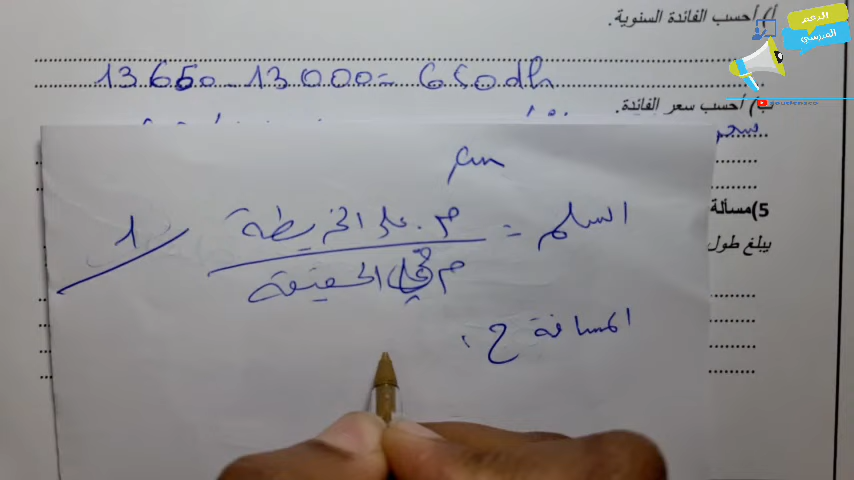 أ) أحسب الفائدة السنوية.
13 650 - 13 000 = 650dh
ب) أحسب سعر الفائدة.
سعر
5)مسألة
يبلغ طول
السلم = م. على الخريطة
م في الحقيقة
1
المسافة ح
الدعم
المدرسي